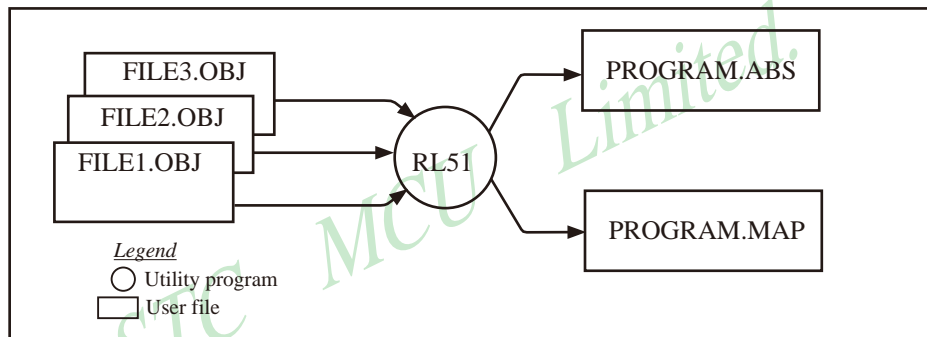 FILE3.OBJ
FILE2.OBJ
FILE1.OBJ
RL51
PROGRAM.ABS
PROGRAM.MAP
Legend
Utility program
User file
STC MCU Limited.